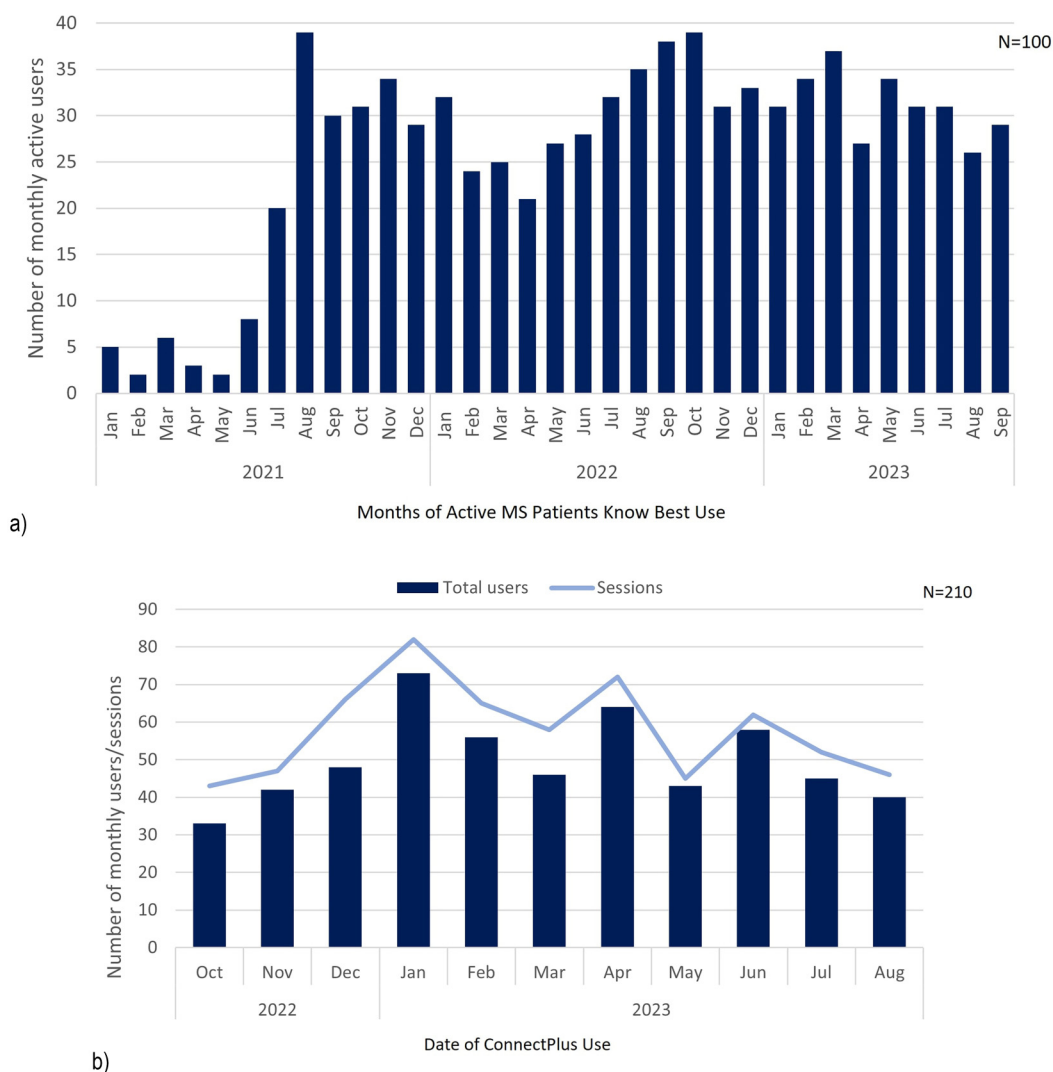 40
N=100
35
30
25
20
15
10
5
0
Number of monthly active users
Jan Feb Mar Apr May Jun Jul Aug Sep Oct Nov Dec Jan Feb Mar Apr May Jun Jul Aug Sep Oct Nov Dec Jan Feb Mar Apr May Jun Jul Aug Sep
2021 2022 2023
Months of Active MS Patients Know Best Use
a)
Total users Sessions
N=210
90
80
70
60
50
40
30
20
10
0
Number of monthly users/sessions
Oct Nov Dec Jan Feb Mar Apr May Jun Jul Aug
2022 2023
Date of ConnectPlus Use
b)